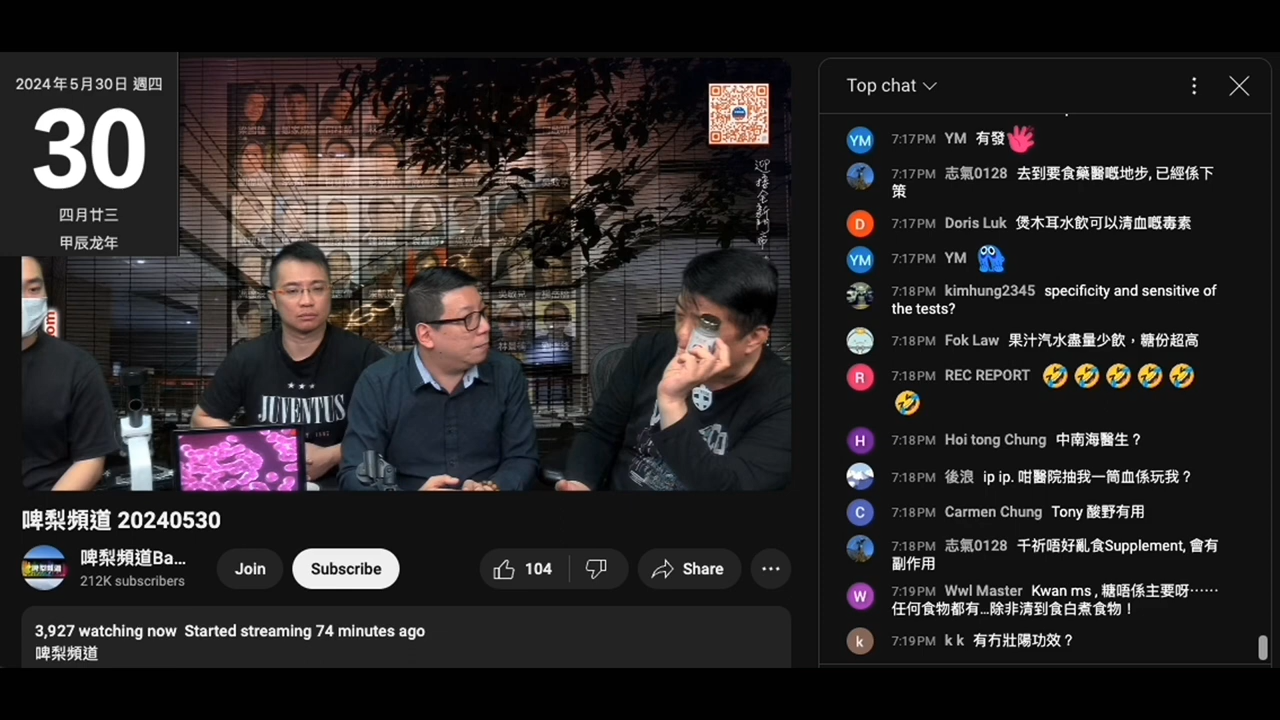 2024年5月30日 週四
30
四月廿三
甲辰龙年
迎接全新門市
JUVENTUS
啤梨頻道 20240530
啤梨頻道Ba...
212K subscribers
Join
Subscribe
104
Share
3,927 watching now Started streaming 74 minutes ago
啤梨頻道
Top chat
7:17PM YM 有發
7:17PM 志氣0128 去到要食藥醫嘅地步, 已經係下
策
7:17PM Doris Luk 煲木耳水飲可以清血嘅毒素
7:17PM YM
7:18PM kimhung2345 specificity and sensitive of
the tests?
7:18PM Fok Law 果汁汽水盡量少飲，糖份超高
7:18PM REC REPORT
7:18PM Hoi tong Chung 中南海醫生？
7:18PM 後浪 ip ip. 咁醫院抽我一筒血係玩我？
7:18PM Carmen Chung Tony 酸野有用
7:18PM 志氣0128 千祈唔好亂食Supplement, 會有
副作用
7:19PM Wwl Master Kwan ms , 糖唔係主要呀⋯⋯
任何食物都有...除非清到食白煮食物！
7:19PM k k 有冇壯陽功效？
YM
D
YM
R
H
C
W
k